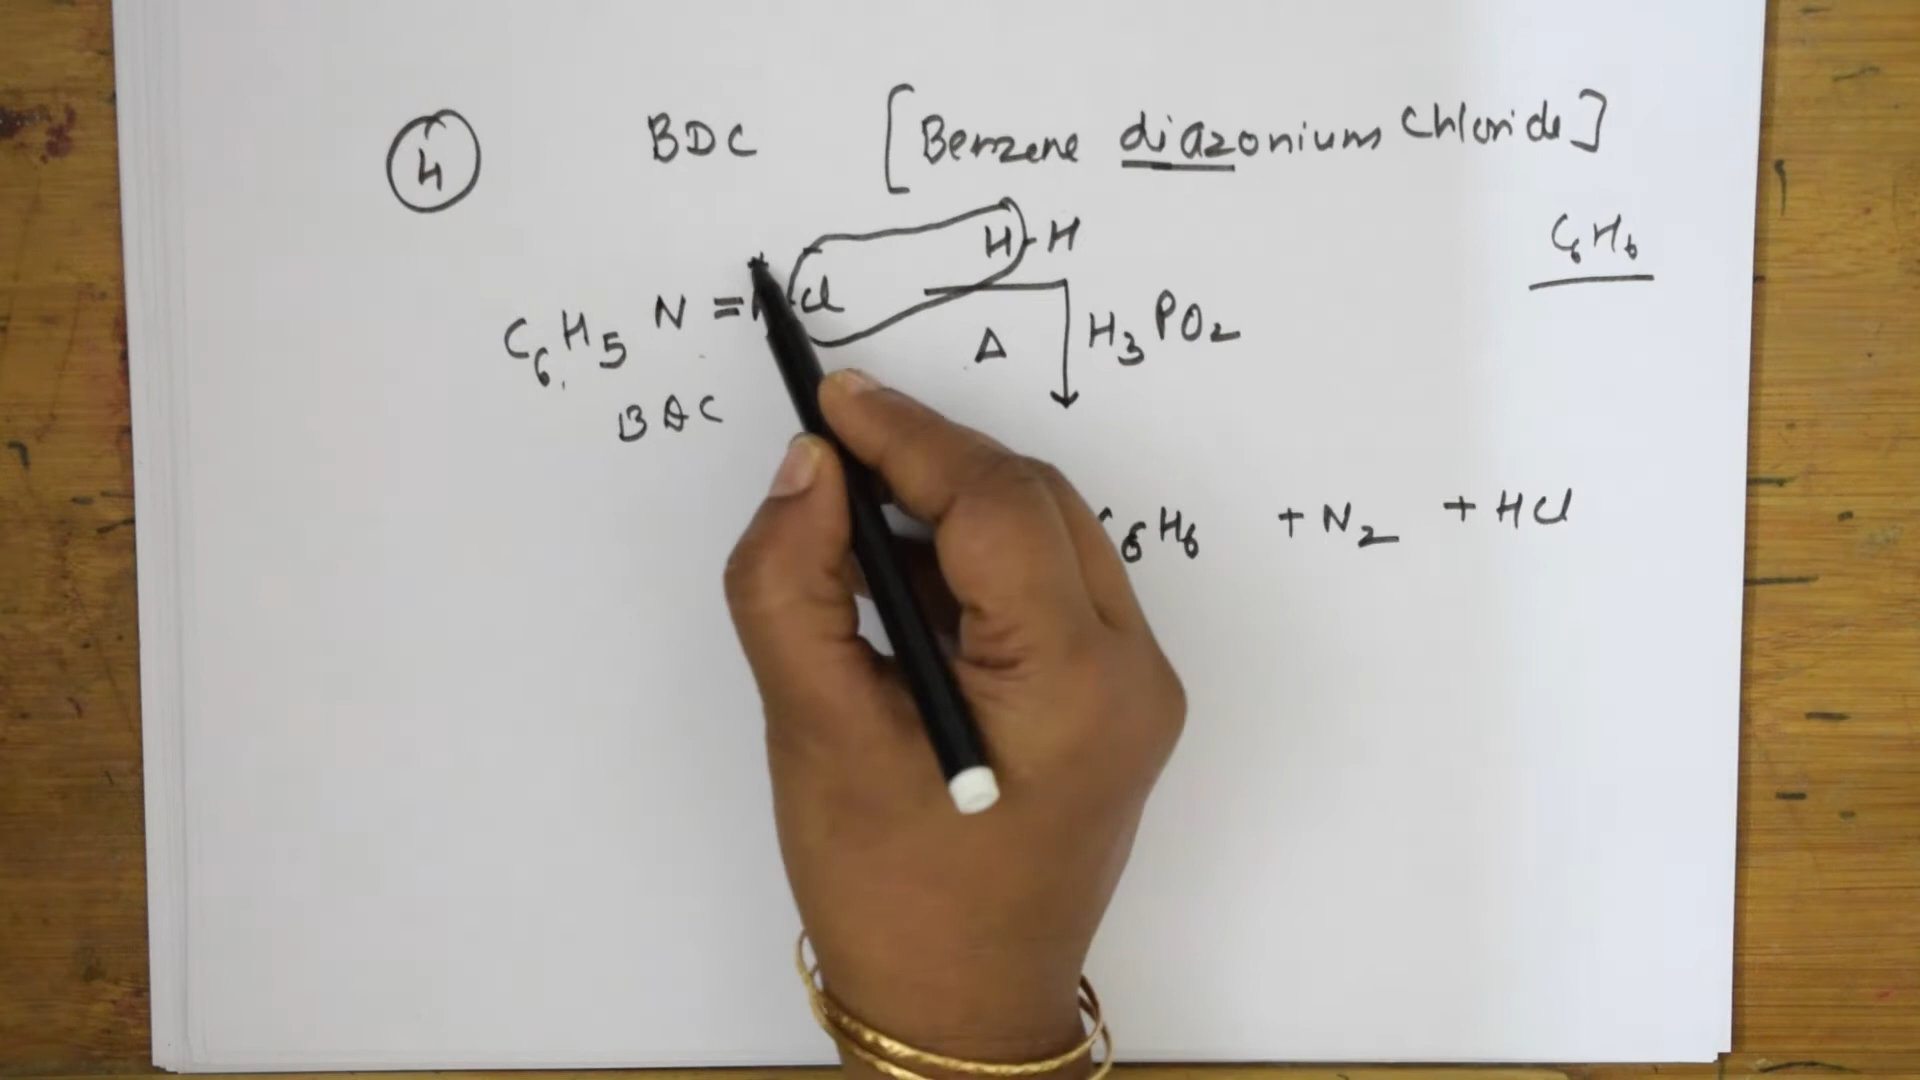 4 BDC [Benzene diazonium Chloride]
H-H
C6H6
C6H5 N = Cl
Δ H3PO2
BDC
C6H6 + N2 + HCl